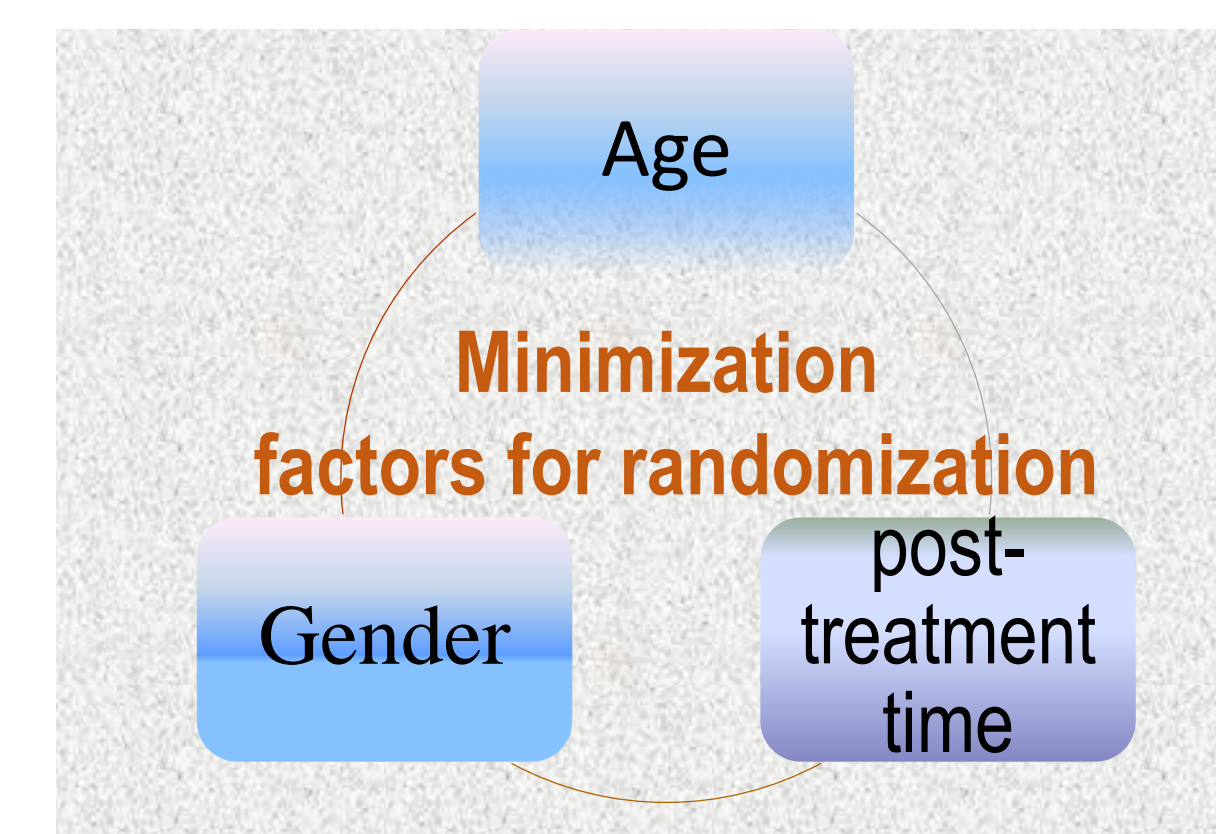 Age
Minimization
factors for randomization
Gender
post-
treatment
time